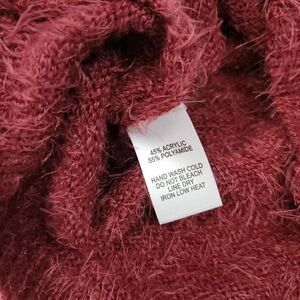 45% ACRYLIC
55% POLYAMIDE
HAND WASH COLD
DO NOT BLEACH
LINE DRY
IRON LOW HEAT